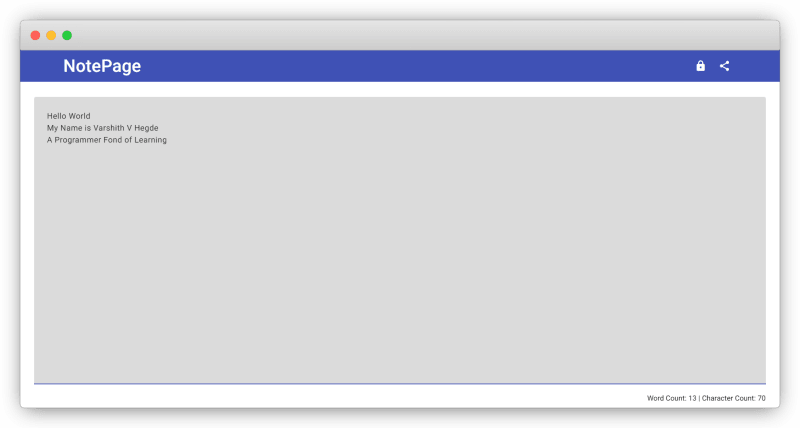 NotePage
Hello World
My Name is Varshith V Hegde
A Programmer Fond of Learning
Word Count: 13 | Character Count: 70